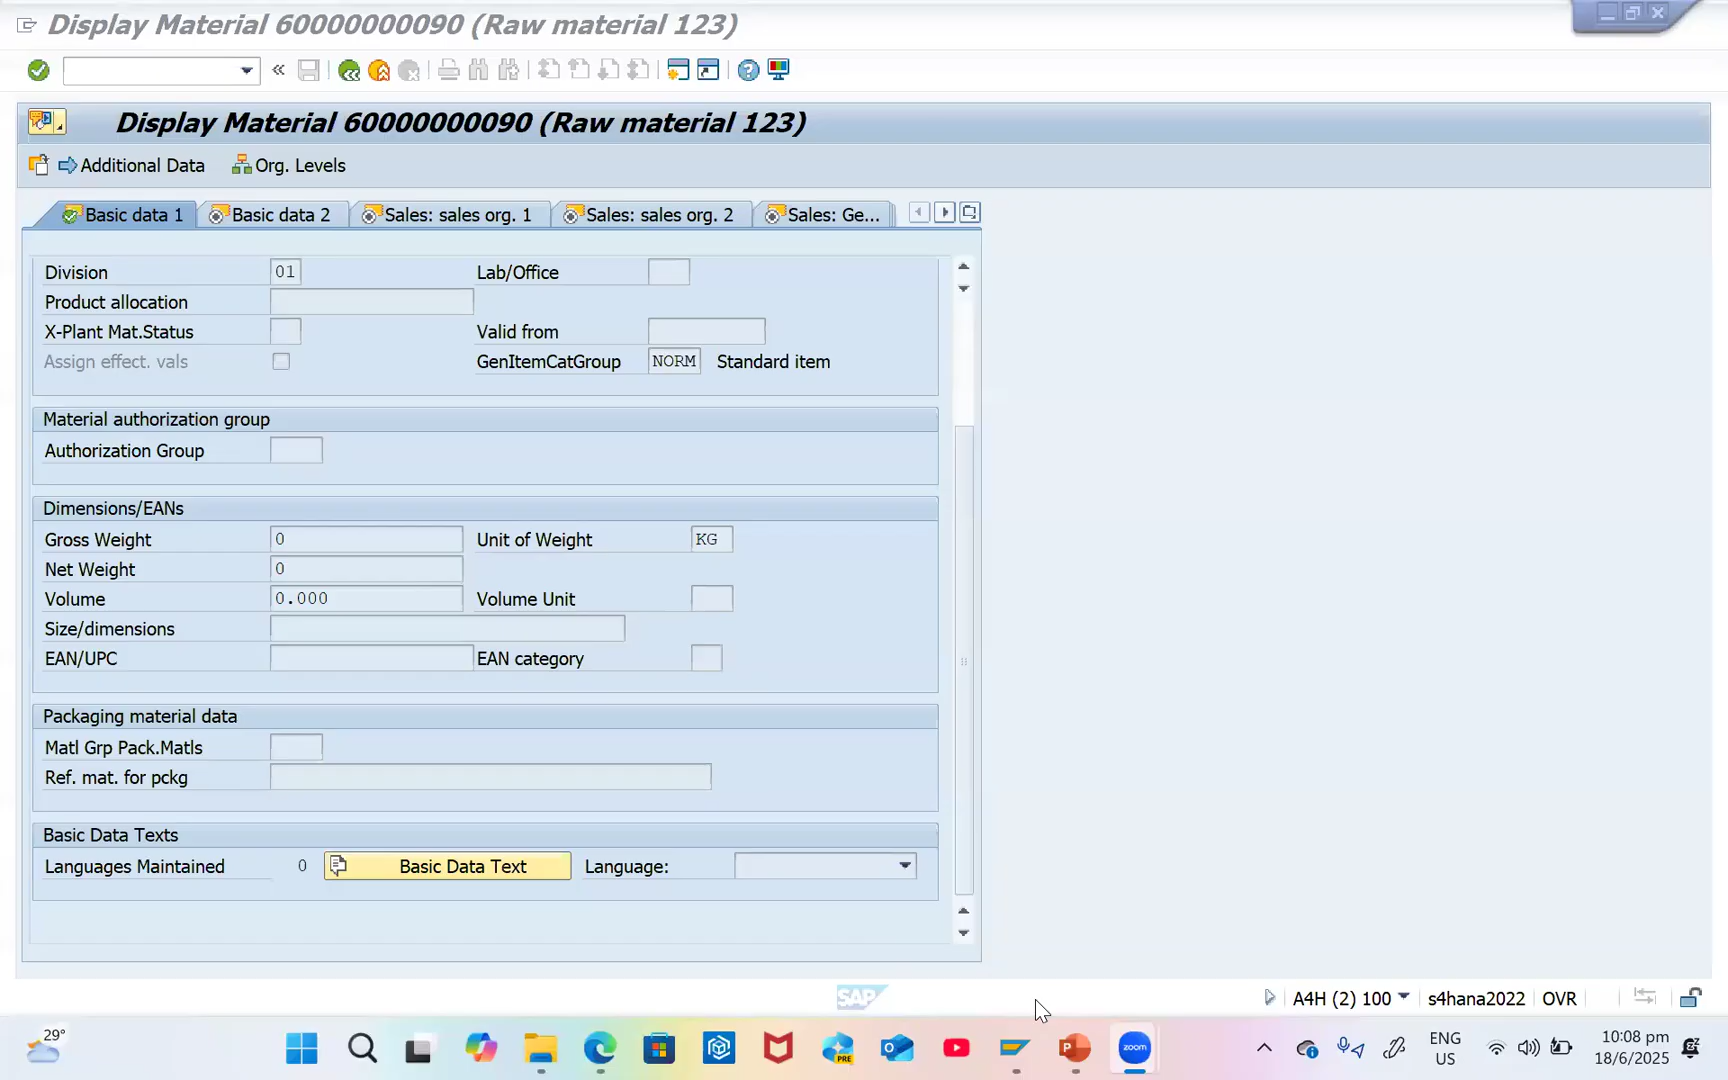 Display Material 60000000090 (Raw material 123)
Display Material 60000000090 (Raw material 123)
Additional Data Org. Levels
Basic data 1 Basic data 2 Sales: sales org. 1 Sales: sales org. 2 Sales: Ge...
Division 01 Lab/Office
Product allocation
X-Plant Mat.Status Valid from
Assign effect. vals GenItemCatGroup NORM Standard item
Material authorization group
Authorization Group
Dimensions/EANs
Gross Weight 0 Unit of Weight KG
Net Weight 0
Volume 0.000 Volume Unit
Size/dimensions
EAN/UPC EAN category
Packaging material data
Matl Grp Pack.Matls
Ref. mat. for pckg
Basic Data Texts
Languages Maintained 0 Basic Data Text Language:
SAP A4H (2) 100 s4hana2022 OVR
29°
PRE
zoom
ENG
US
10:08 pm
18/6/2025